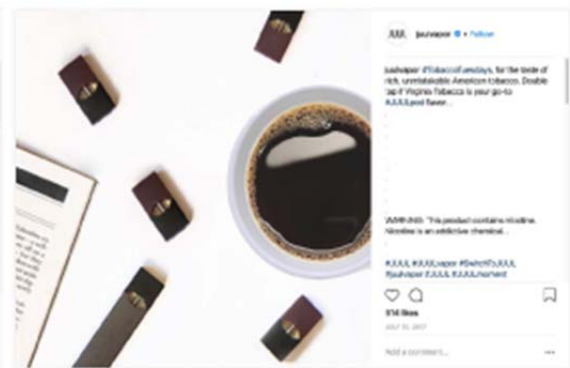 JUUL juulvapor • Follow
juulvapor #TobaccoTuesdays, for the taste of
rich, unmistakable American tobacco. Double
tap if Virginia Tobacco is your go-to
#JUULpod flavor...
WARNING: This product contains nicotine.
Nicotine is an addictive chemical...
#JUUL #JUULvapor #SwitchToJUUL
#juulvapor #JUUL #JUULmoment
914 likes
JULY 2017
Add a comment...